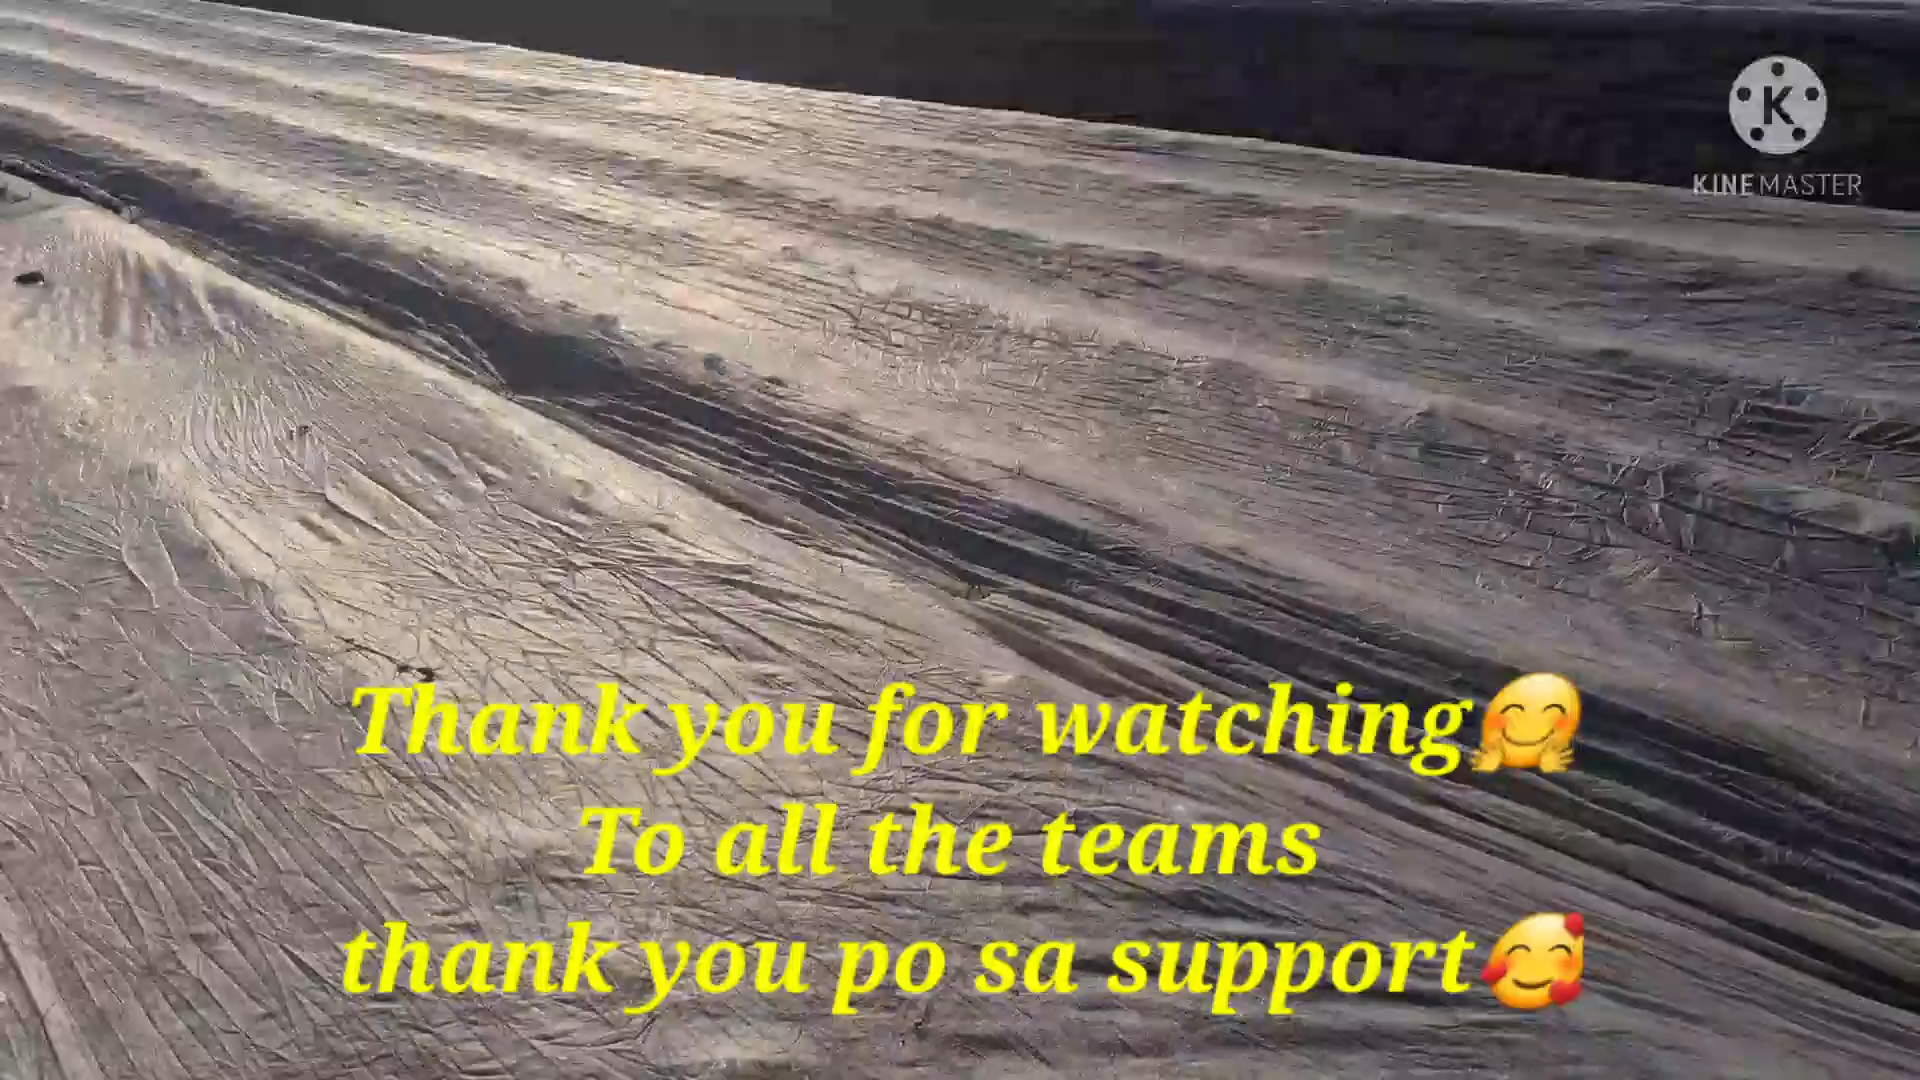 K
KINEMASTER
Thank you for watching🤗
To all the teams
thank you po sa support🥰